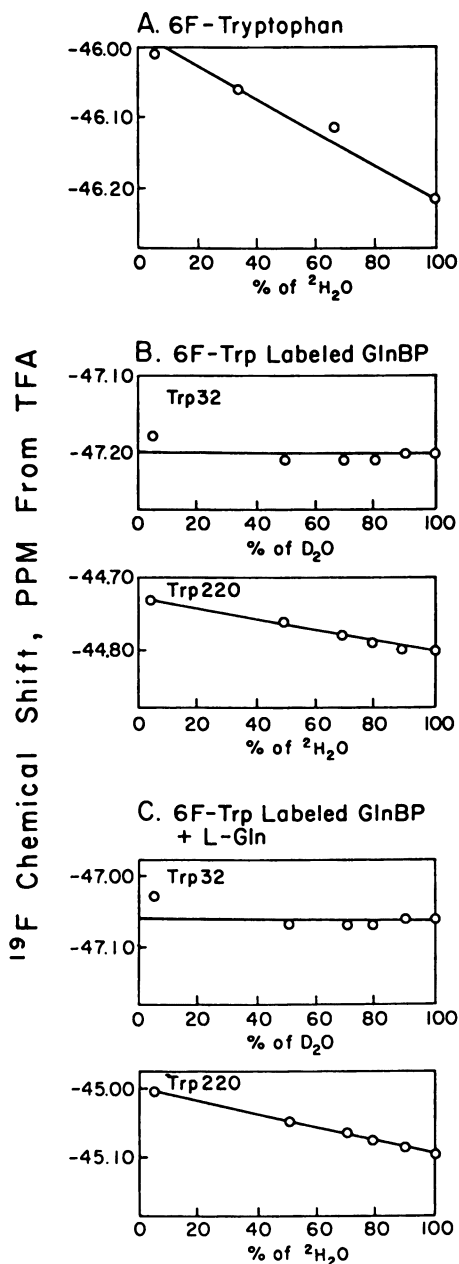 A. 6F-Tryptophan
-46.00
-46.10
-46.20
0 20 40 60 80 100
% of ²H₂O
¹⁹F Chemical Shift, PPM From TFA
B. 6F-Trp Labeled GlnBP
-47.10
Trp32
-47.20
0 20 40 60 80 100
% of D₂O
-44.70
Trp220
-44.80
0 20 40 60 80 100
% of ²H₂O
C. 6F-Trp Labeled GlnBP
+ L-Gln
-47.00
Trp32
-47.10
0 20 40 60 80 100
% of D₂O
-45.00
Trp220
-45.10
0 20 40 60 80 100
% of ²H₂O